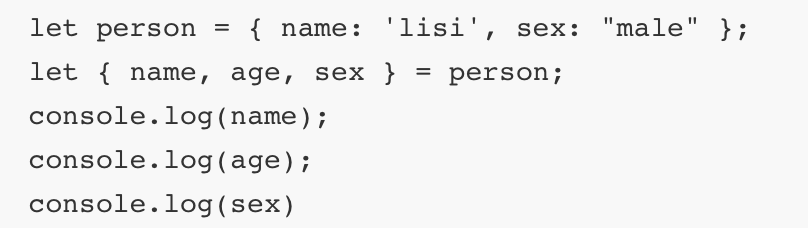 let person = { name: 'lisi', sex: "male" };
let { name, age, sex } = person;
console.log(name);
console.log(age);
console.log(sex)